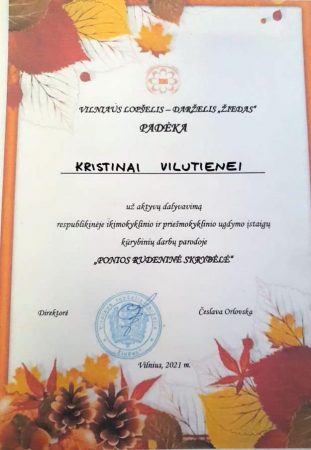 VILNIAUS LOPŠELIS – DARŽELIS „ŽIEDAS“
PADĖKA
KRISTINAI VILUTIENEI
už aktyvų dalyvavimą
respublikinėje ikimokyklinio ir priešmokyklinio ugdymo įstaigų
kūrybinių darbų parodoje
„PONIOS RUDENINĖ SKRYBĖLĖ“
Direktorė Česlava Orlovska
Vilnius, 2021 m.